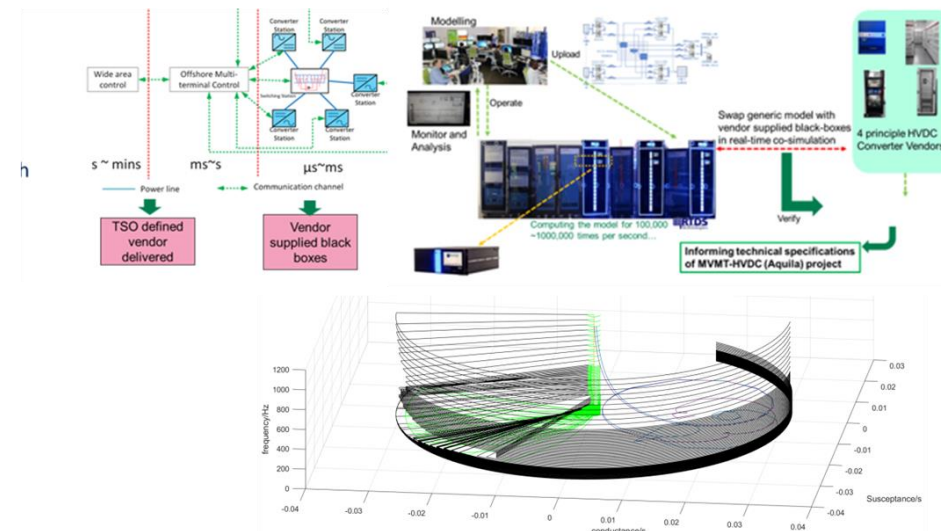 Converter
Station
Converter
Station
Wide area
control
Offshore Multi-
terminal Control
Switching Station
Converter
Station
Converter
Station
Converter
Station
s ~ mins
ms~s
µs~ms
Power line
Communication channel
TSO defined
vendor
delivered
Vendor
supplied black
boxes
Modelling
Upload
Operate
Monitor and
Analysis
Swap generic model with
vendor supplied black-boxes
in real-time co-simulation
4 principle HVDC
Converter Vendors
RTDS
Computing the model for 100,000
~1000,000 times per second...
Verify
Informing technical specifications
of MVMT-HVDC (Aquila) project
frequency/Hz
1200
1000
800
600
400
200
0
-0.04
-0.03
-0.02
-0.01
0
0.01
0.02
0.03
0.04
conductance/s
0.03
0.02
0.01
0
-0.01
-0.02
-0.03
-0.04
Susceptance/s